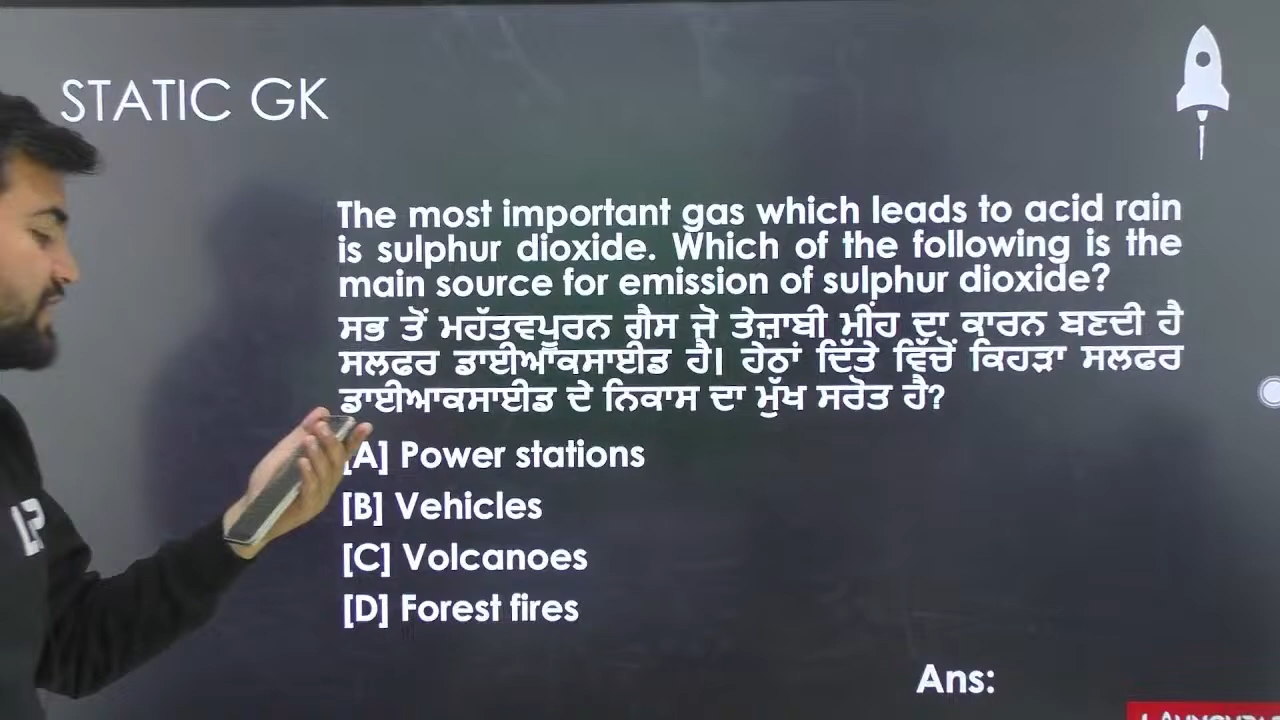 STATIC GK
The most important gas which leads to acid rain
is sulphur dioxide. Which of the following is the
main source for emission of sulphur dioxide?
ਸਭ ਤੋਂ ਮਹੱਤਵਪੂਰਨ ਗੈਸ ਜੋ ਤੇਜ਼ਾਬੀ ਮੀਂਹ ਦਾ ਕਾਰਨ ਬਣਦੀ ਹੈ
ਸਲਫਰ ਡਾਈਆਕਸਾਈਡ ਹੈ। ਹੇਠਾਂ ਦਿੱਤੇ ਵਿੱਚੋਂ ਕਿਹੜਾ ਸਲਫਰ
ਡਾਈਆਕਸਾਈਡ ਦੇ ਨਿਕਾਸ ਦਾ ਮੁੱਖ ਸਰੋਤ ਹੈ?
[A] Power stations
[B] Vehicles
[C] Volcanoes
[D] Forest fires
Ans: